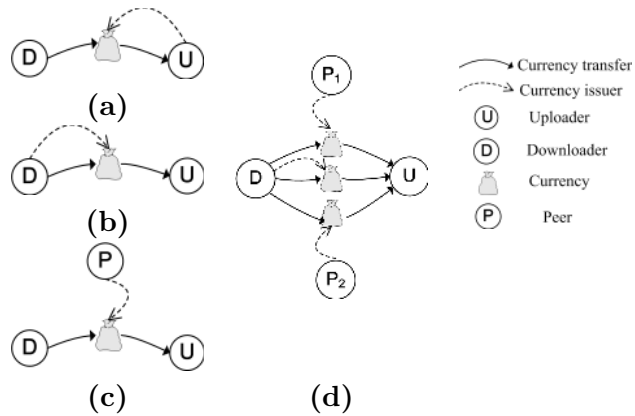 D
U
(a)
D
U
(b)
P
D
U
(c)
P1
D
U
P2
(d)
Currency transfer
Currency issuer
U Uploader
D Downloader
Currency
P Peer